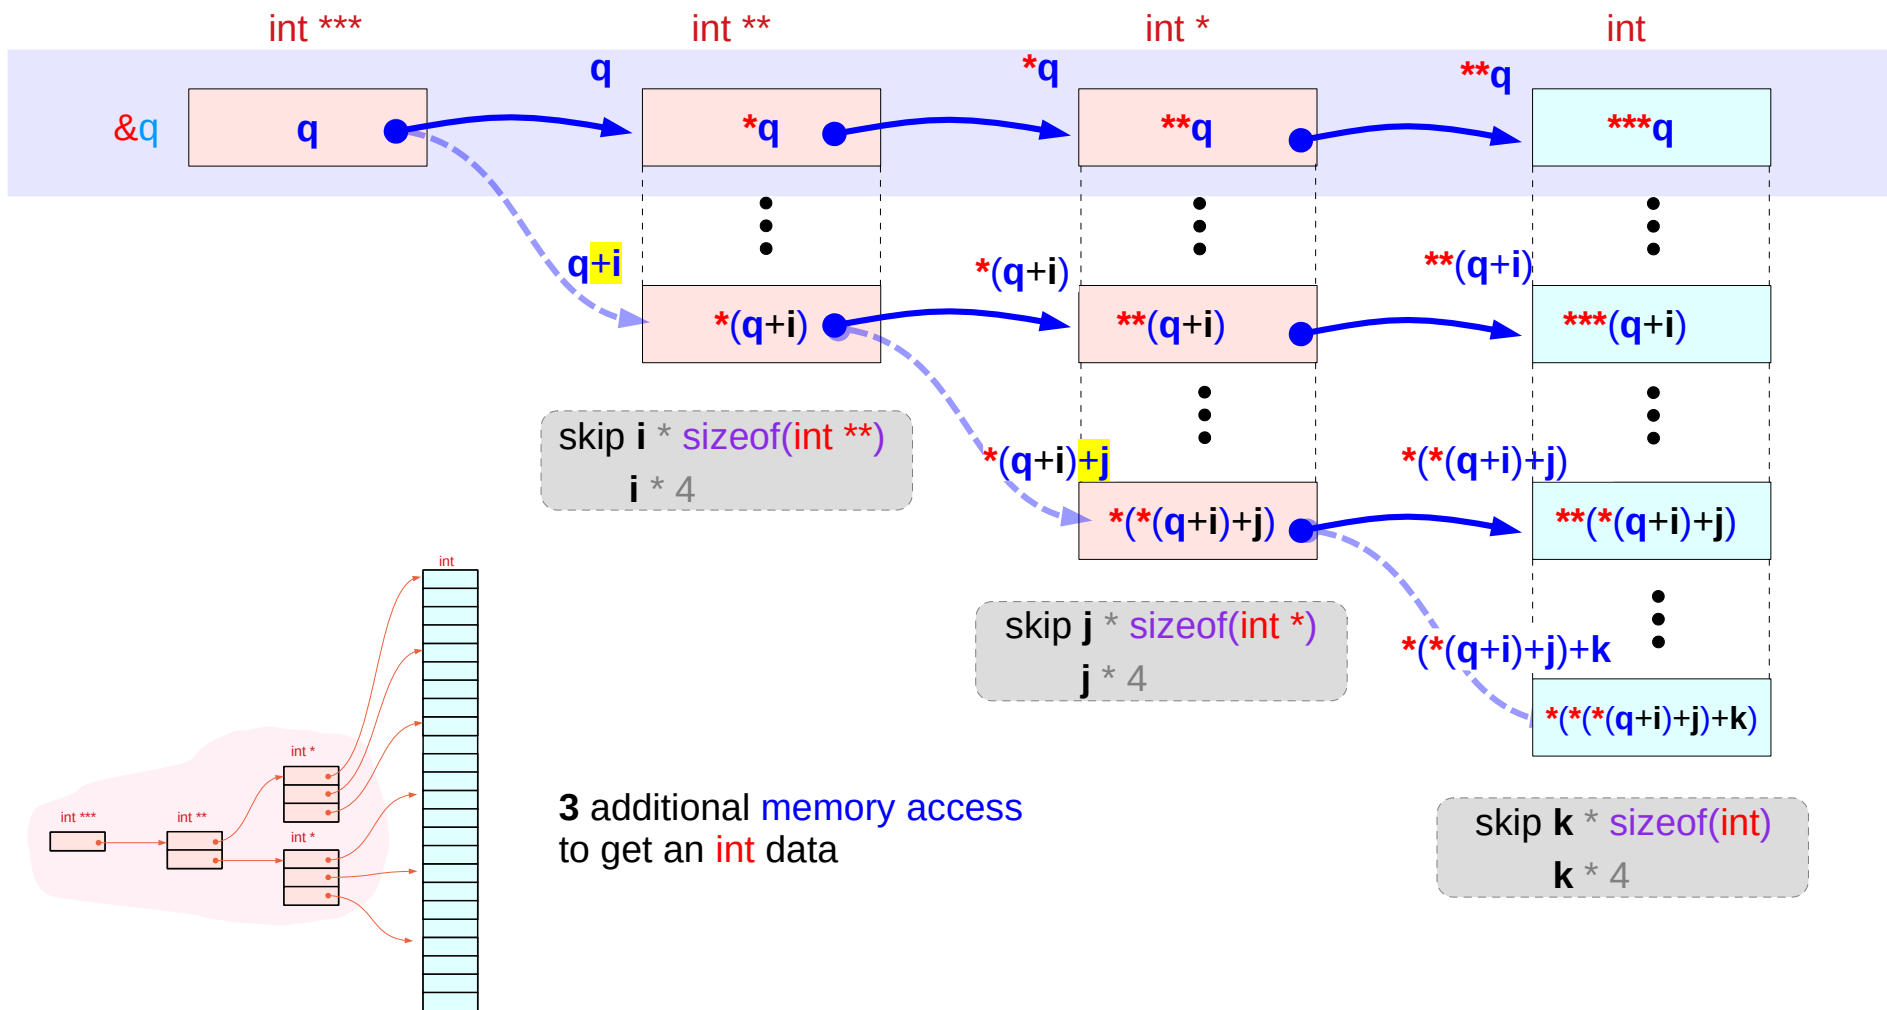 int ***
int **
int *
int
q
*q
**q
&q
q
*q
**q
***q
q+i
*(q+i)
**(q+i)
*(q+i)
**(q+i)
***(q+i)
skip i * sizeof(int **)
i * 4
*(q+i)+j
*(*(q+i)+j)
*(*(q+i)+j)
**(*(q+i)+j)
skip j * sizeof(int *)
j * 4
*(*(q+i)+j)+k
*(*(*(q+i)+j)+k)
skip k * sizeof(int)
k * 4
int
int *
int ***
int **
int *
3 additional memory access
to get an int data